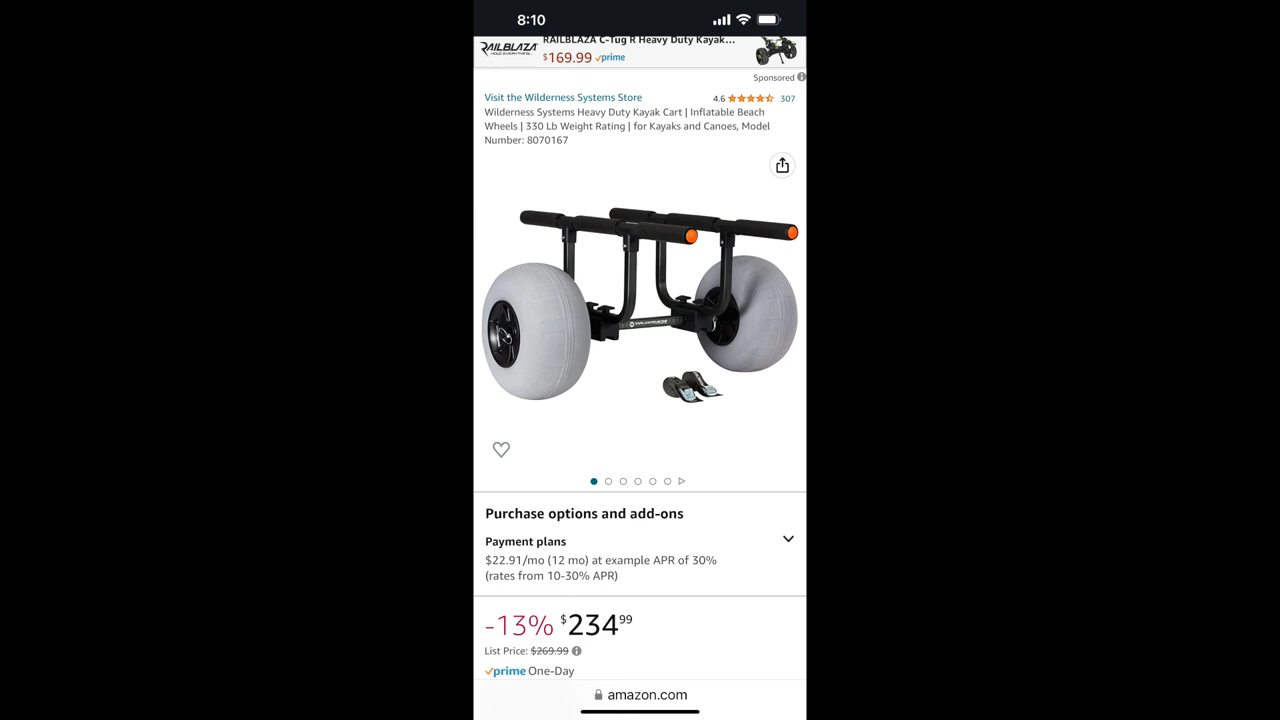 8:10
RAILBLAZA C-Tug R Heavy Duty Kayak...
RAILBLAZA
$169.99 prime
Sponsored
Visit the Wilderness Systems Store
4.6 307
Wilderness Systems Heavy Duty Kayak Cart | Inflatable Beach
Wheels | 330 Lb Weight Rating | for Kayaks and Canoes, Model
Number: 8070167
WILDERNESS
Purchase options and add-ons
Payment plans
$22.91/mo (12 mo) at example APR of 30%
(rates from 10-30% APR)
-13% $234 99
List Price: $269.99
prime One-Day
amazon.com